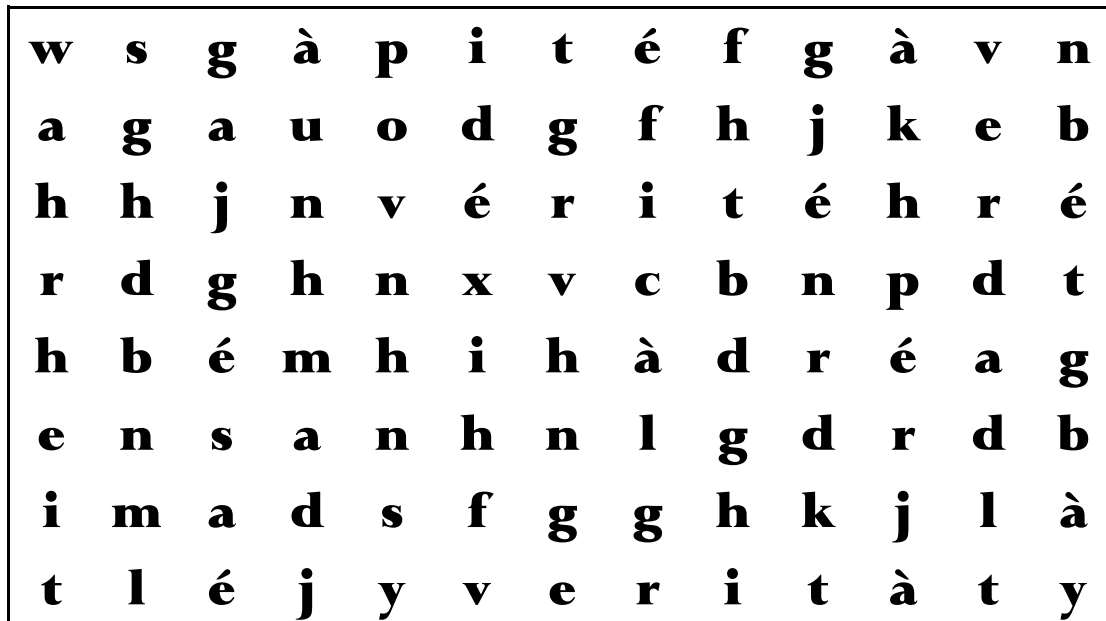 w s g à p i t é f g à v n
a g a u o d g f h j k e b
h h j n v é r i t é h r é
r d g h n x v c b n p d t
h b é m h i h à d r é a g
e n s a n h n l g d r d b
i m a d s f g g h k j l à
t l é j y v e r i t à t y